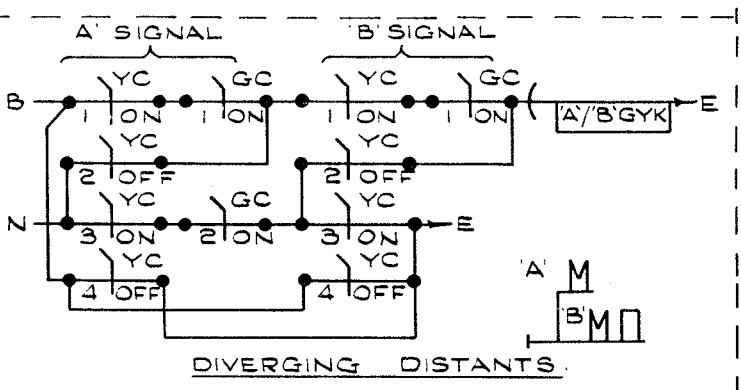 'A' SIGNAL 'B' SIGNAL
YC GC YC GC
B 1 ON 1 ON 1 ON 1 ON 'A'/'B'GYK E
YC YC
2 OFF 2 OFF
YC GC YC
N 3 ON 2 ON 3 ON E
YC YC
4 OFF 4 OFF
'A' M
'B' M
DIVERGING DISTANTS.